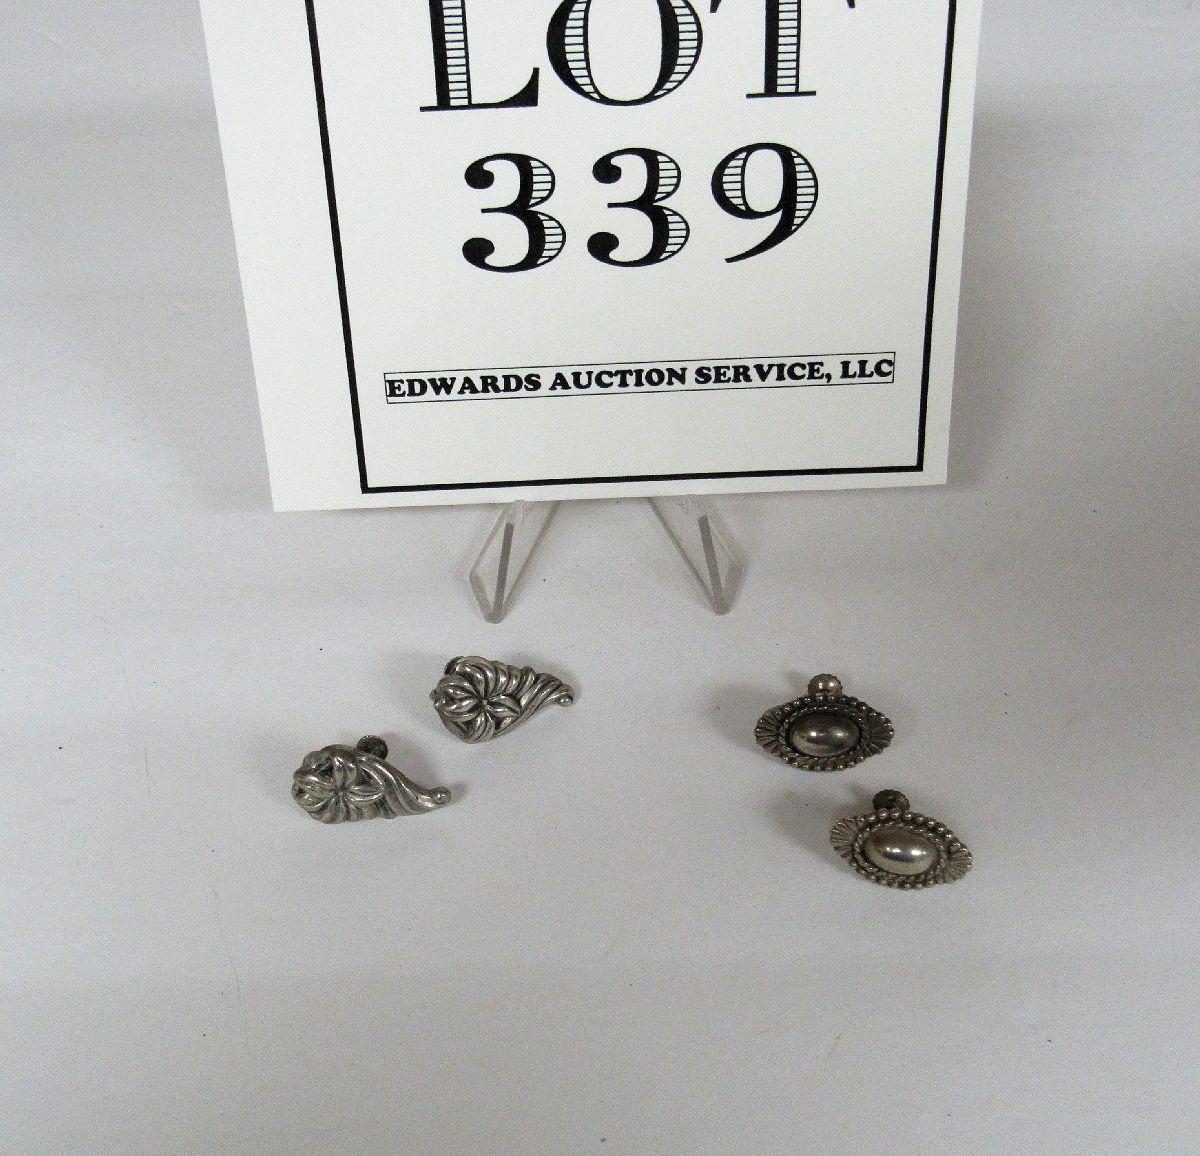 LOT
339
EDWARDS AUCTION SERVICE, LLC